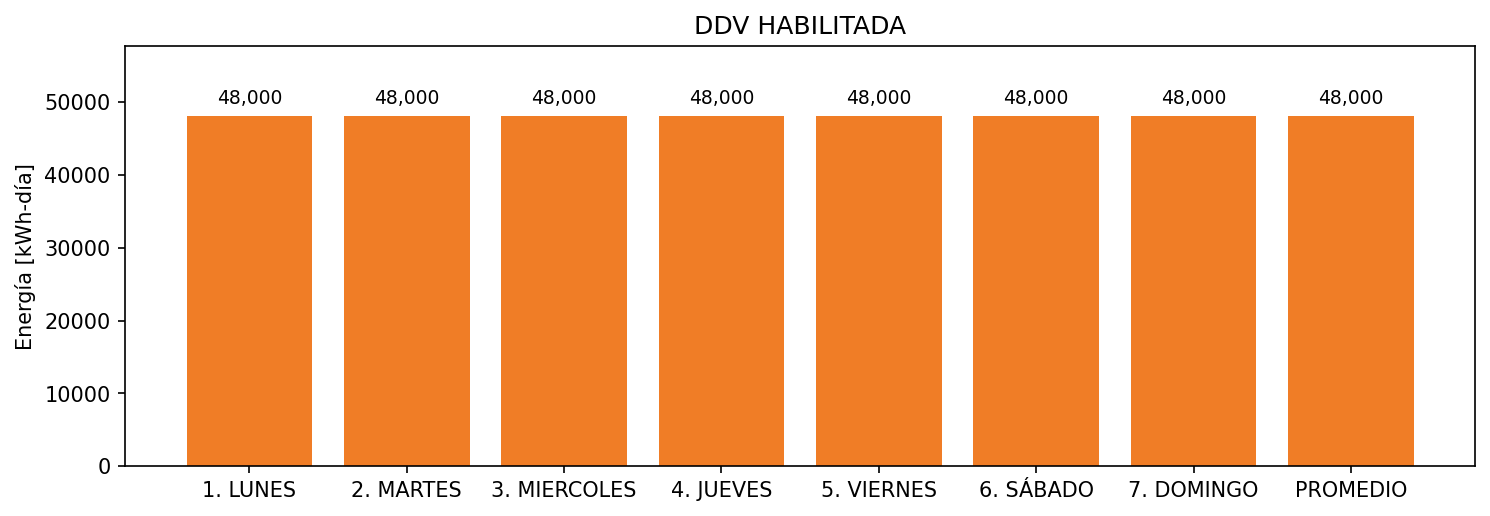 DDV HABILITADA
Energía [kWh-día]
50000
40000
30000
20000
10000
0
48,000 48,000 48,000 48,000 48,000 48,000 48,000 48,000
1. LUNES 2. MARTES 3. MIERCOLES 4. JUEVES 5. VIERNES 6. SÁBADO 7. DOMINGO PROMEDIO